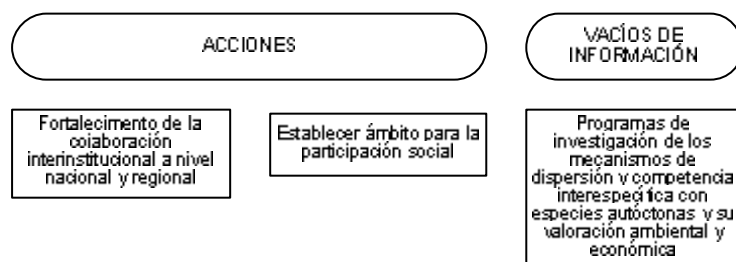 ACCIONES
VACÍOS DE
INFORMACIÓN
Fortalecimento de la
colaboración
interinstitucional a nivel
nacional y regional
Establecer ámbito para la
participación social
Programas de
investigación de los
mecanismos de
dispersión y competencia
interespecífica con
especies autóctonas y su
valoración ambiental y
económica